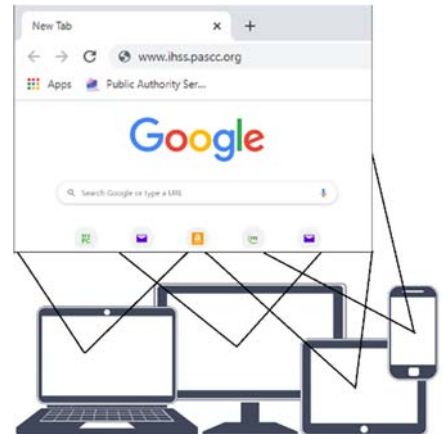 New Tab
www.ihss.pascc.org
Apps Public Authority Ser...
Google
Search Google or type a URL